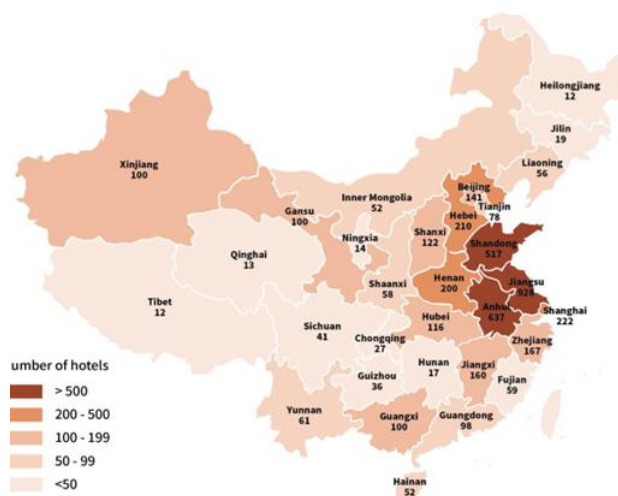 Heilongjiang
12
Jilin
19
Liaoning
56
Xinjiang
100
Inner Mongolia
52
Beijing
141
Tianjin
78
Hebei
210
Gansu
100
Ningxia
14
Shanxi
122
Shandong
517
Qinghai
13
Shaanxi
58
Henan
200
Jiangsu
928
Anhui
637
Shanghai
222
Tibet
12
Sichuan
41
Chongqing
27
Hubei
116
Zhejiang
167
Hunan
17
Jiangxi
160
Guizhou
36
Fujian
59
Yunnan
61
Guangxi
100
Guangdong
98
Hainan
52
umber of hotels
> 500
200 - 500
100 - 199
50 - 99
<50